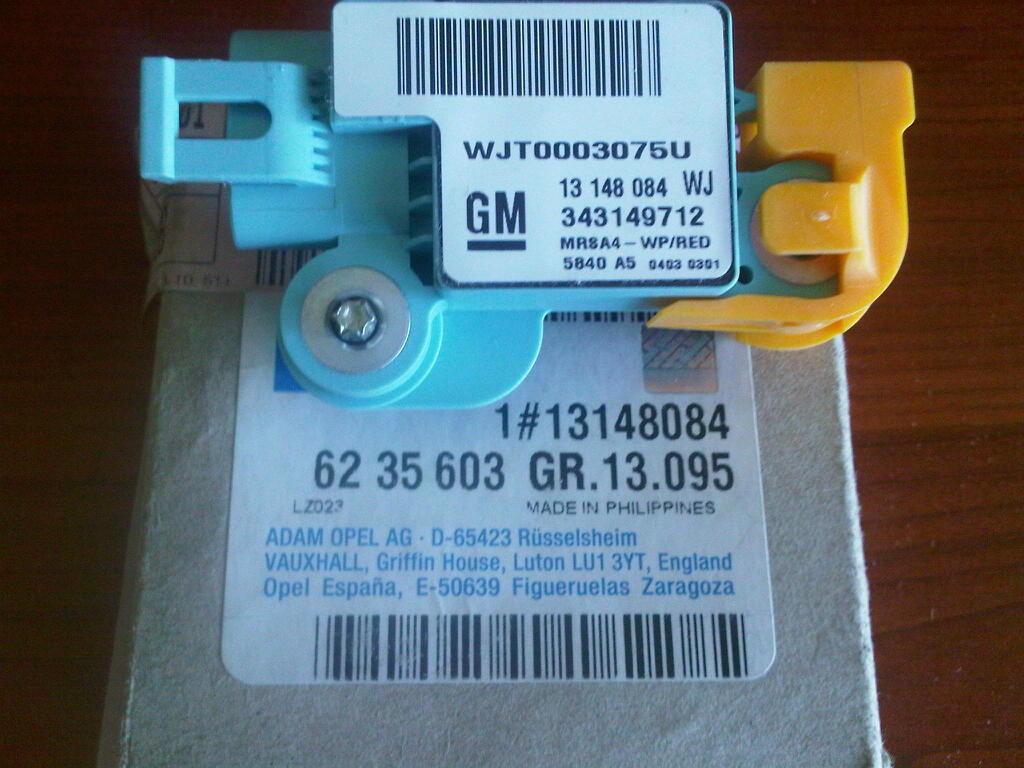 WJT0003075U
GM
13 148 084 WJ
343149712
MR8A4-WP/RED
5840 A5 0403 0301
1#13148084
62 35 603 GR.13.095
LZ023 MADE IN PHILIPPINES
ADAM OPEL AG · D-65423 Rüsselsheim
VAUXHALL, Griffin House, Luton LU1 3YT, England
Opel España, E-50639 Figueruelas Zaragoza